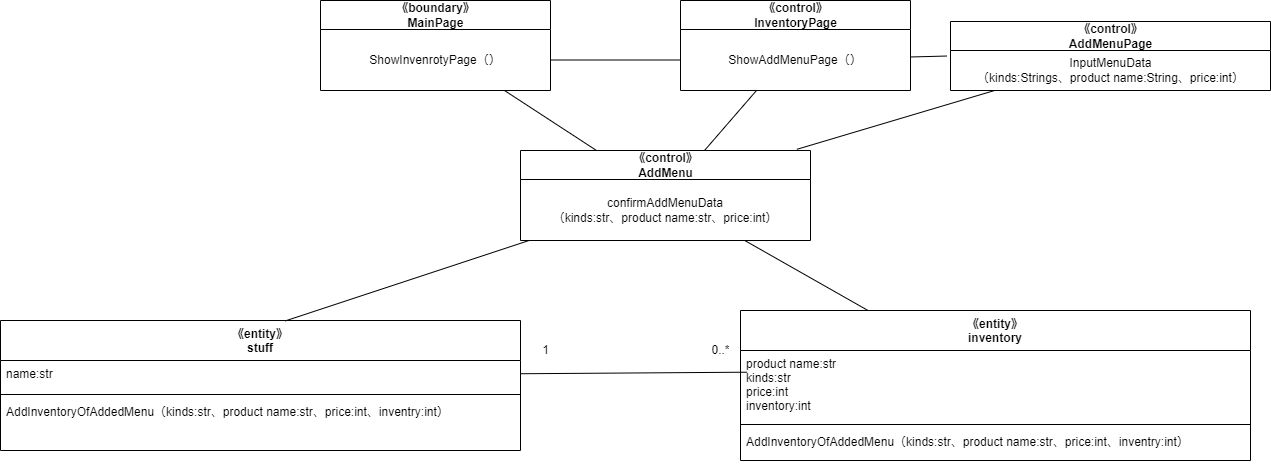 《boundary》
MainPage
ShowInvenrotyPage（）
《control》
InventoryPage
ShowAddMenuPage（）
《control》
AddMenuPage
InputMenuData
（kinds:Strings、product name:String、price:int）
《control》
AddMenu
confirmAddMenuData
（kinds:str、product name:str、price:int）
《entity》
stuff
name:str
AddInventoryOfAddedMenu（kinds:str、product name:str、price:int、inventry:int）
1
0..*
《entity》
inventory
product name:str
kinds:str
price:int
inventory:int
AddInventoryOfAddedMenu（kinds:str、product name:str、price:int、inventry:int）